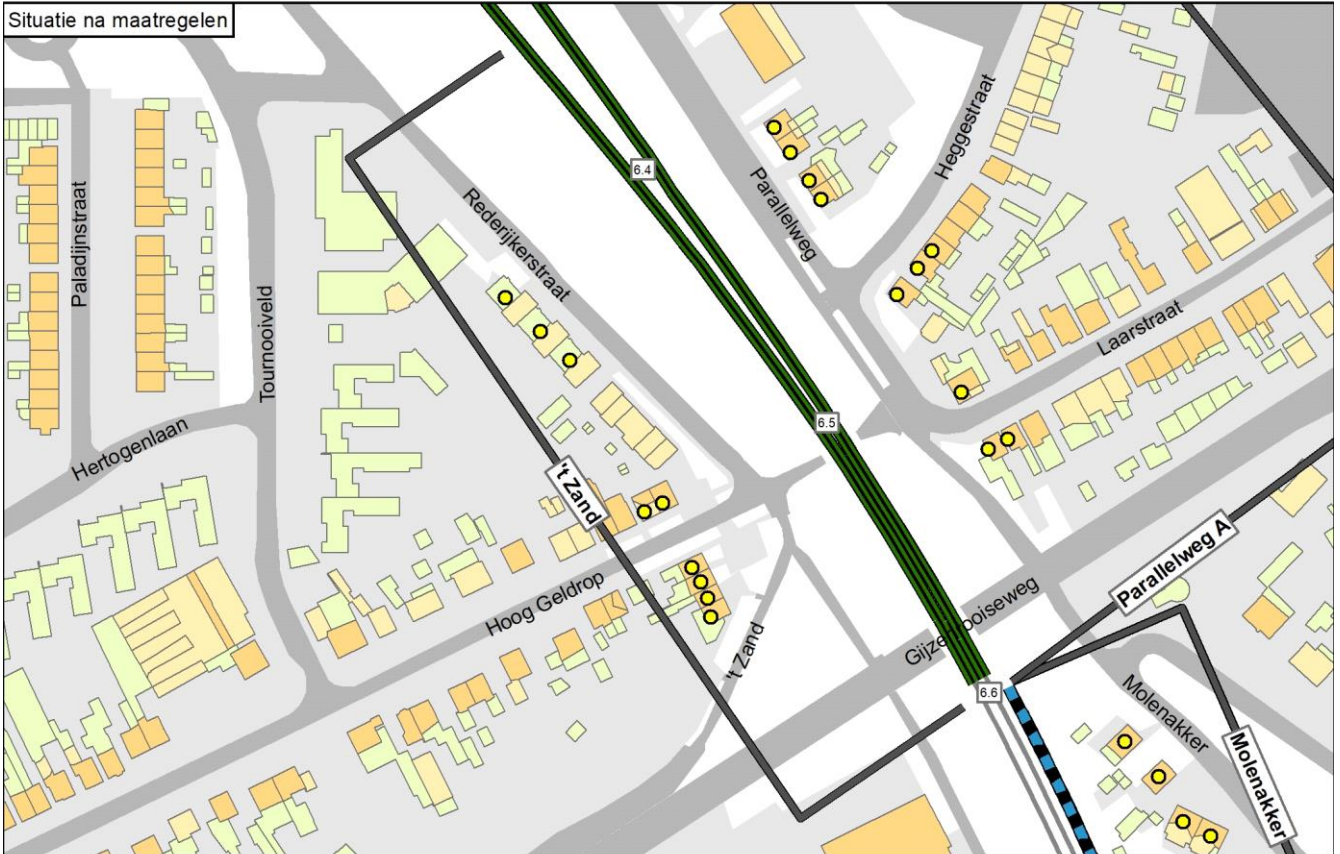 Situatie na maatregelen
Paladijnstraat
Tournooiveld
Hertogenlaan
Rederijkerstraat
6.4
Parallelweg
Heggestraat
Laarstraat
6.5
't Zand
Hoog Geldrop
't Zand
Parallelweg A
6.6
Molenakker
Molenakker